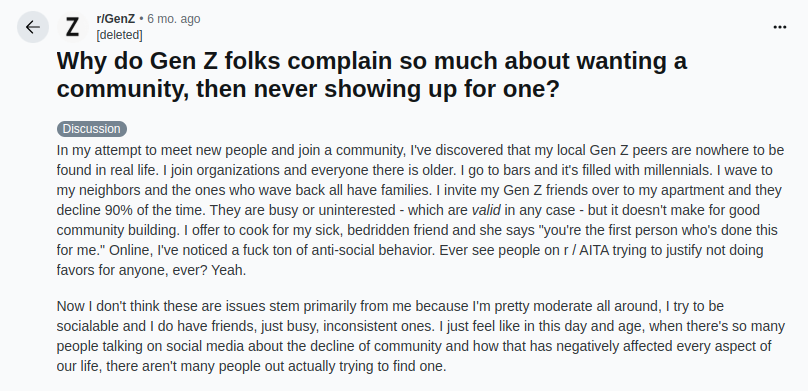 r/GenZ • 6 mo. ago
[deleted]
Why do Gen Z folks complain so much about wanting a
community, then never showing up for one?
Discussion
In my attempt to meet new people and join a community, I've discovered that my local Gen Z peers are nowhere to be
found in real life. I join organizations and everyone there is older. I go to bars and it's filled with millennials. I wave to
my neighbors and the ones who wave back all have families. I invite my Gen Z friends over to my apartment and they
decline 90% of the time. They are busy or uninterested - which are valid in any case - but it doesn't make for good
community building. I offer to cook for my sick, bedridden friend and she says "you're the first person who's done this
for me." Online, I've noticed a fuck ton of anti-social behavior. Ever see people on r / AITA trying to justify not doing
favors for anyone, ever? Yeah.
Now I don't think these are issues stem primarily from me because I'm pretty moderate all around, I try to be
socialable and I do have friends, just busy, inconsistent ones. I just feel like in this day and age, when there's so many
people talking on social media about the decline of community and how that has negatively affected every aspect of
our life, there aren't many people out actually trying to find one.